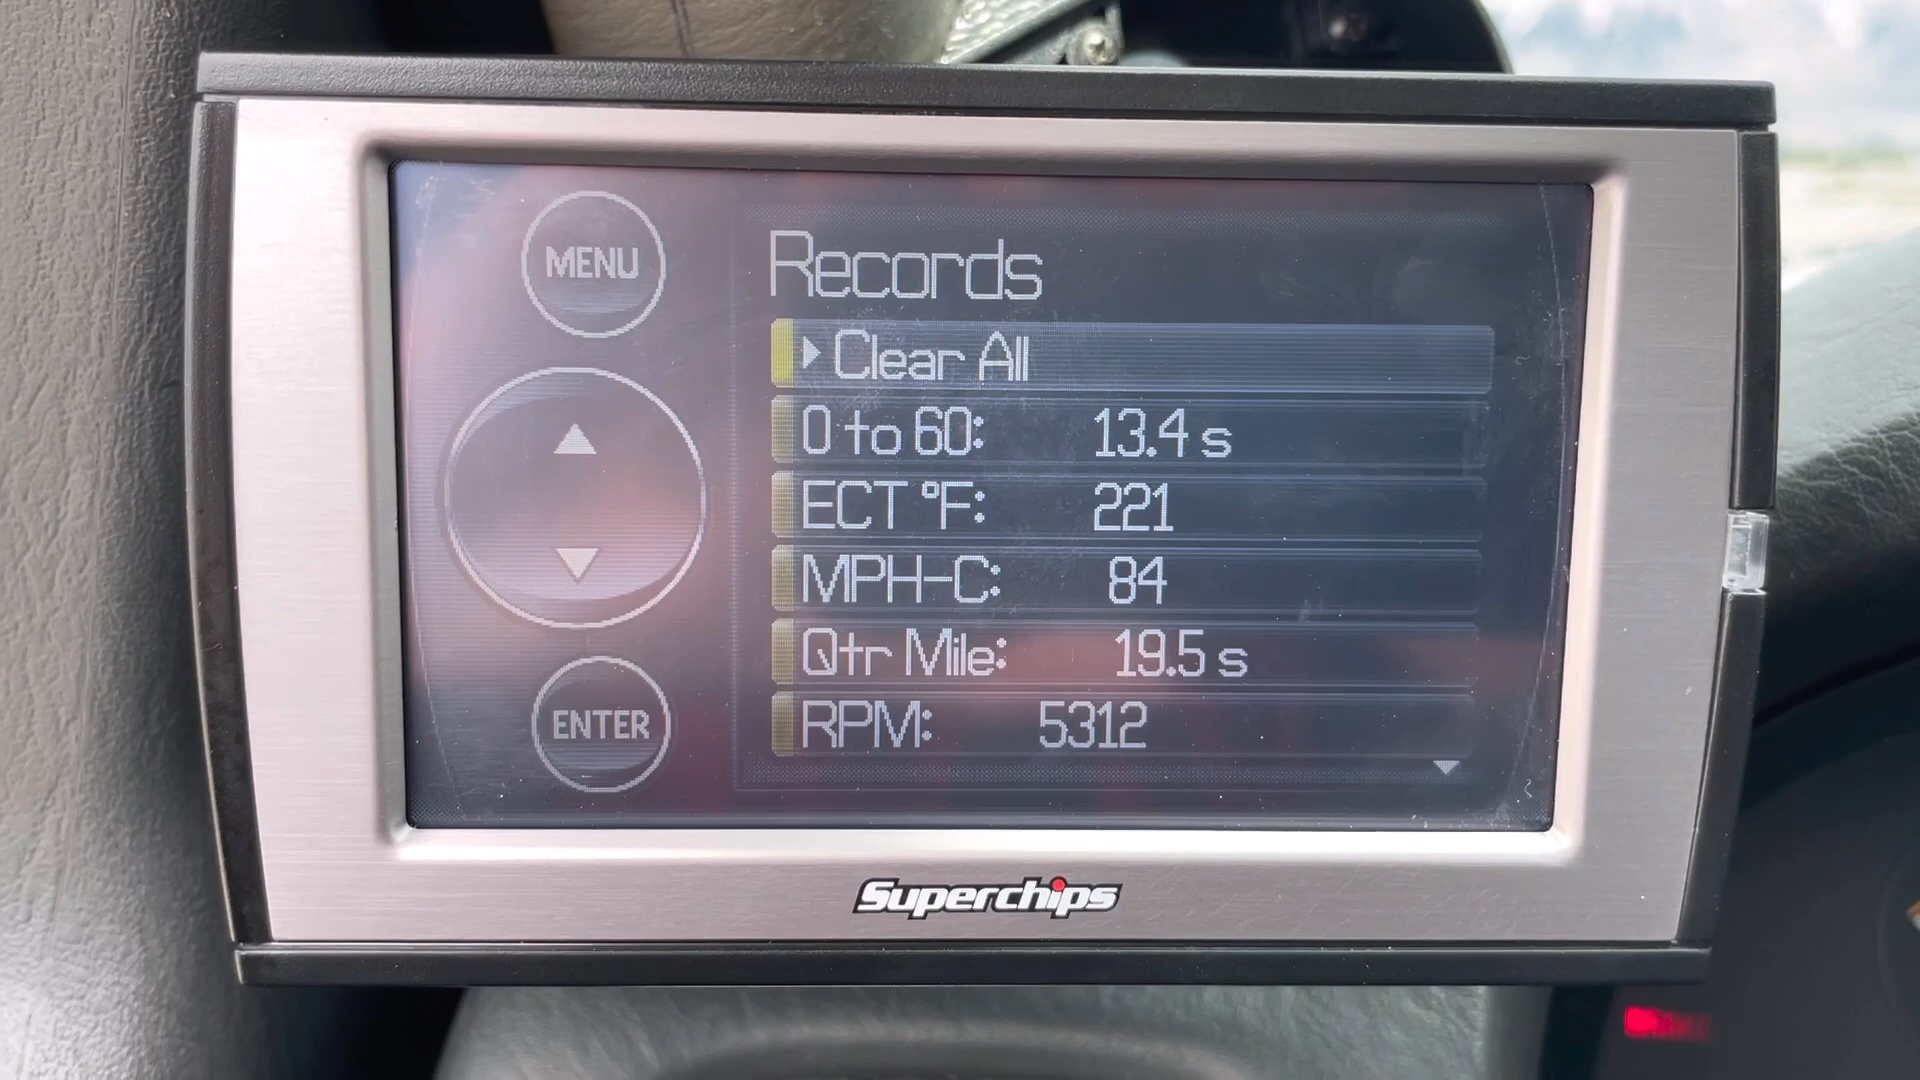 MENU
Records
Clear All
0 to 60: 13.4 s
ECT °F: 221
MPH-C: 84
Qtr Mile: 19.5 s
RPM: 5312
ENTER
Superchips